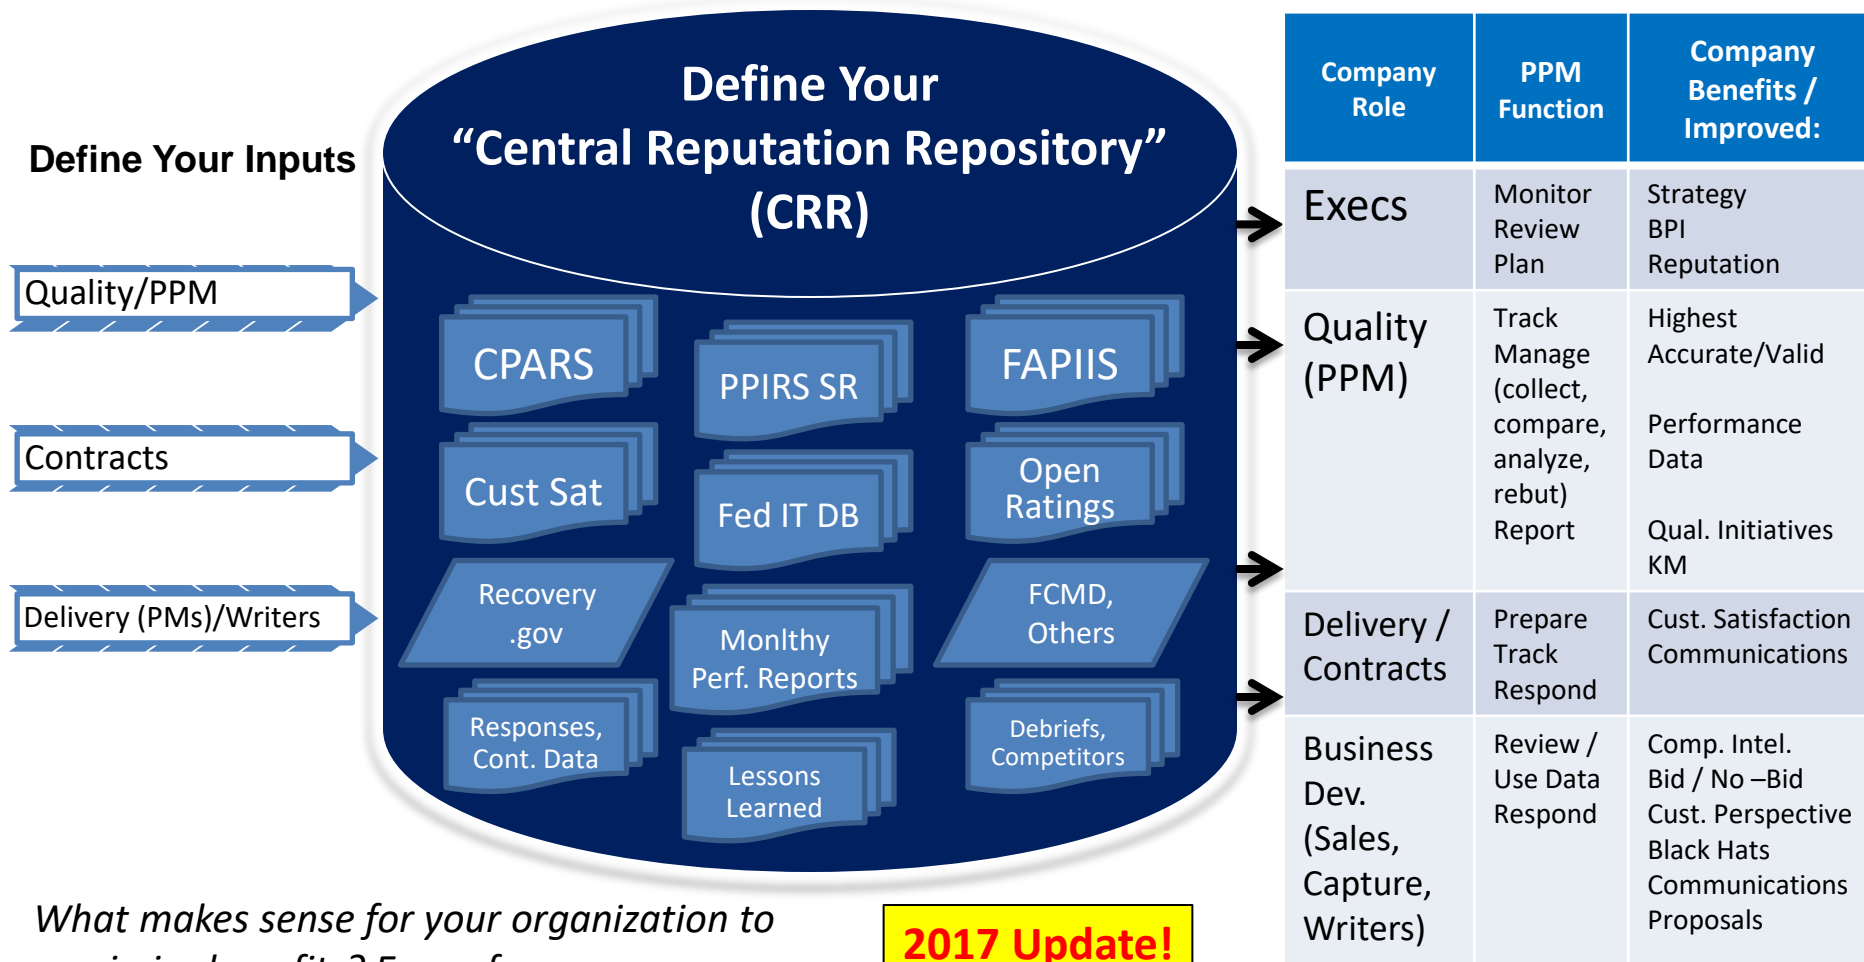 Define Your
“Central Reputation Repository”
(CRR)
Define Your Inputs
Quality/PPM
Contracts
Delivery (PMs)/Writers
CPARS
PPIRS SR
FAPIIS
Cust Sat
Fed IT DB
Open
Ratings
Recovery
.gov
Monlthy
Perf. Reports
FCMD,
Others
Responses,
Cont. Data
Lessons
Learned
Debriefs,
Competitors
Company
Role
PPM
Function
Company
Benefits /
Improved:
Execs
Monitor
Review
Plan
Strategy
BPI
Reputation
Quality
(PPM)
Track
Manage
(collect,
compare,
analyze,
rebut)
Report
Highest
Accurate/Valid
Performance
Data
Qual. Initiatives
KM
Delivery /
Contracts
Prepare
Track
Respond
Cust. Satisfaction
Communications
Business
Dev.
(Sales,
Capture,
Writers)
Review /
Use Data
Respond
Comp. Intel.
Bid / No –Bid
Cust. Perspective
Black Hats
Communications
Proposals
What makes sense for your organization to
2017 Update!